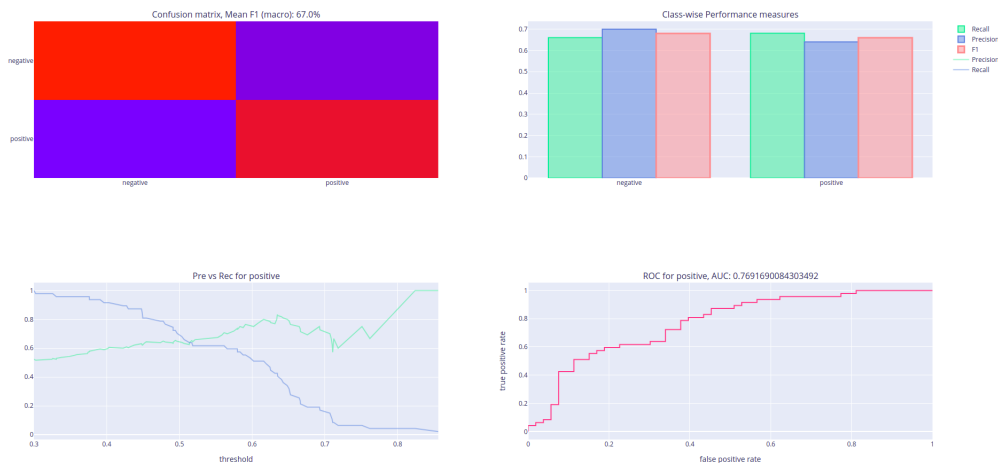 Confusion matrix, Mean F1 (macro): 67.0%
negative
positive
negative
positive
Class-wise Performance measures
0.7
0.6
0.5
0.4
0.3
0.2
0.1
0
negative
positive
Recall
Precision
F1
Precision
Recall
Pre vs Rec for positive
1
0.8
0.6
0.4
0.2
0
0.3
0.4
0.5
0.6
0.7
0.8
threshold
ROC for positive, AUC: 0.7691690084303492
true positive rate
1
0.8
0.6
0.4
0.2
0
0
0.2
0.4
0.6
0.8
1
false positive rate